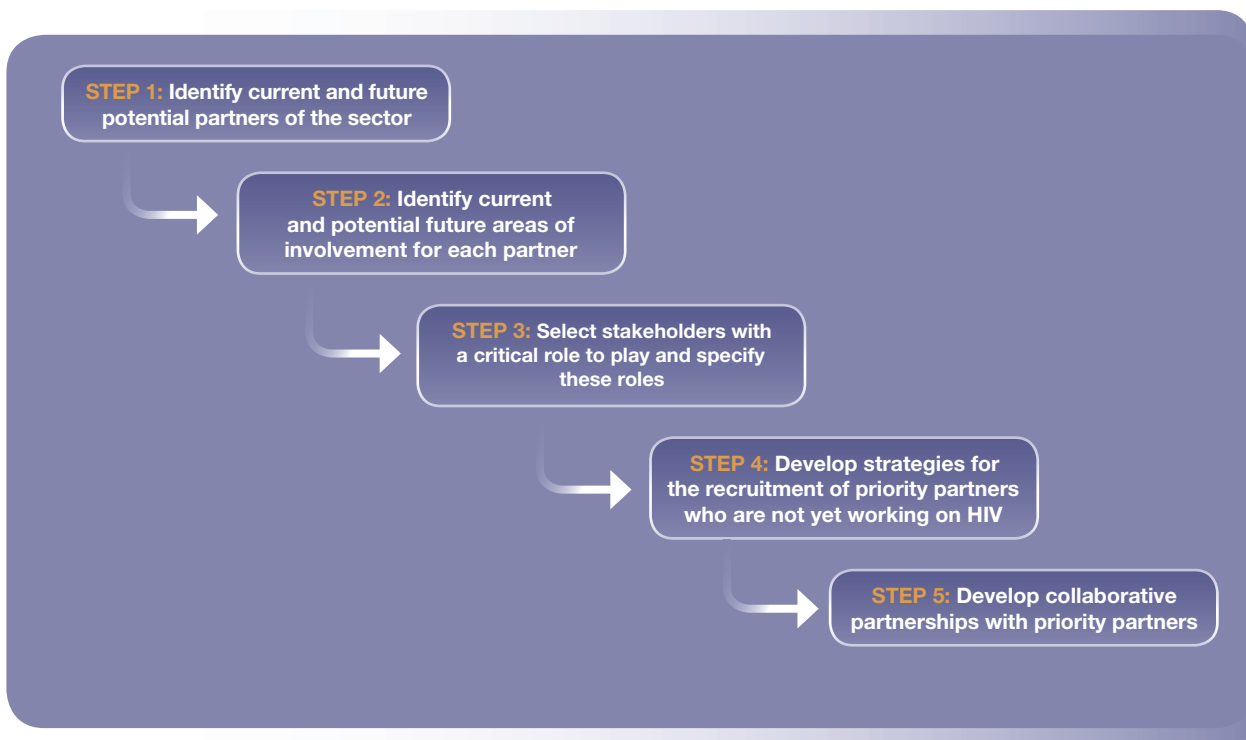 STEP 1: Identify current and future
potential partners of the sector
STEP 2: Identify current
and potential future areas of
involvement for each partner
STEP 3: Select stakeholders with
a critical role to play and specify
these roles
STEP 4: Develop strategies for
the recruitment of priority partners
who are not yet working on HIV
STEP 5: Develop collaborative
partnerships with priority partners